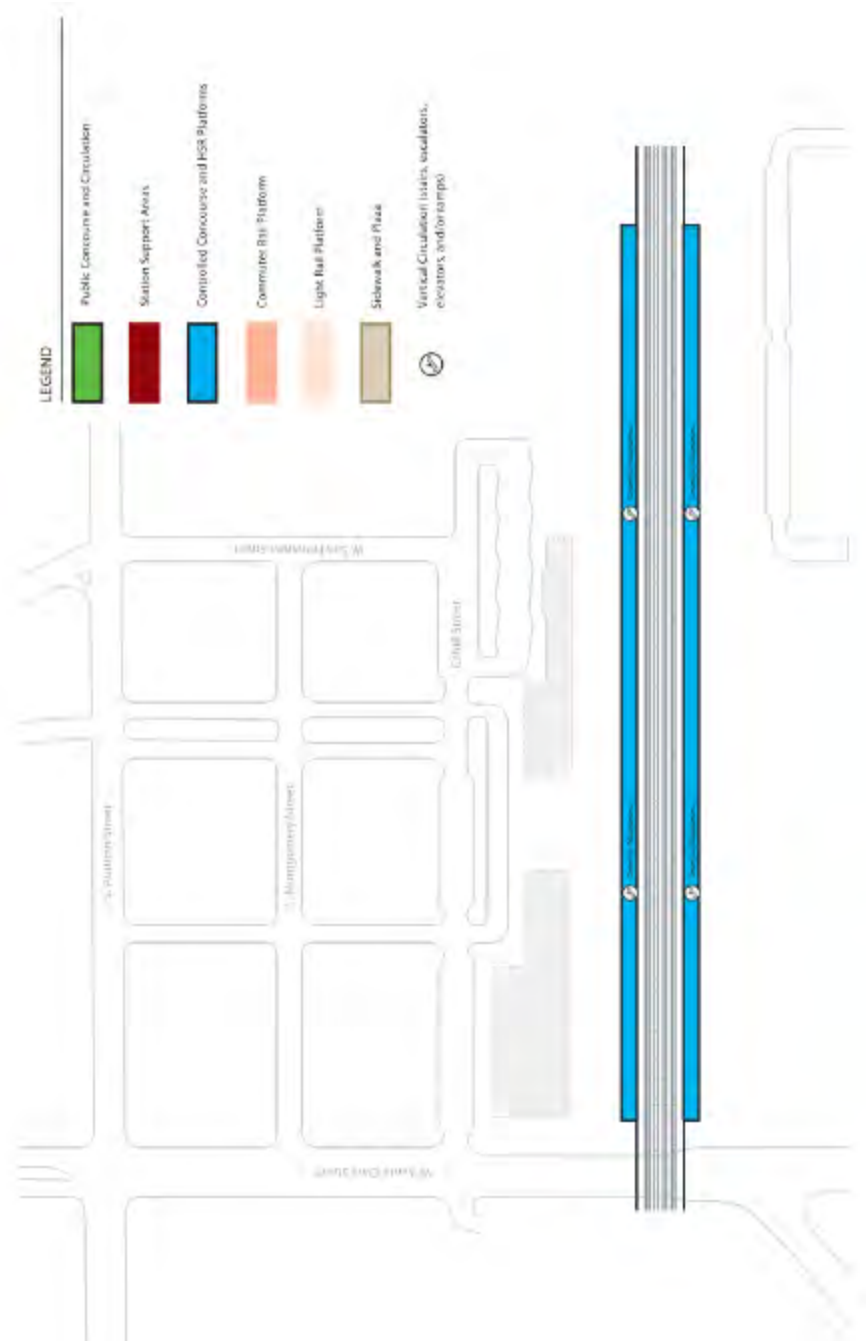 LEGEND
Public Concourse and Circulation
Station Support Areas
Controlled Concourse and HSR Platforms
Commuter Rail Platform
Light Rail Platform
Sidewalk and Plaza
Vertical Circulation (stairs, escalators,
elevators, and/or ramps)
W. San Fernando Street
Cahill Street
S. Montgomery Street
W. Santa Clara Street